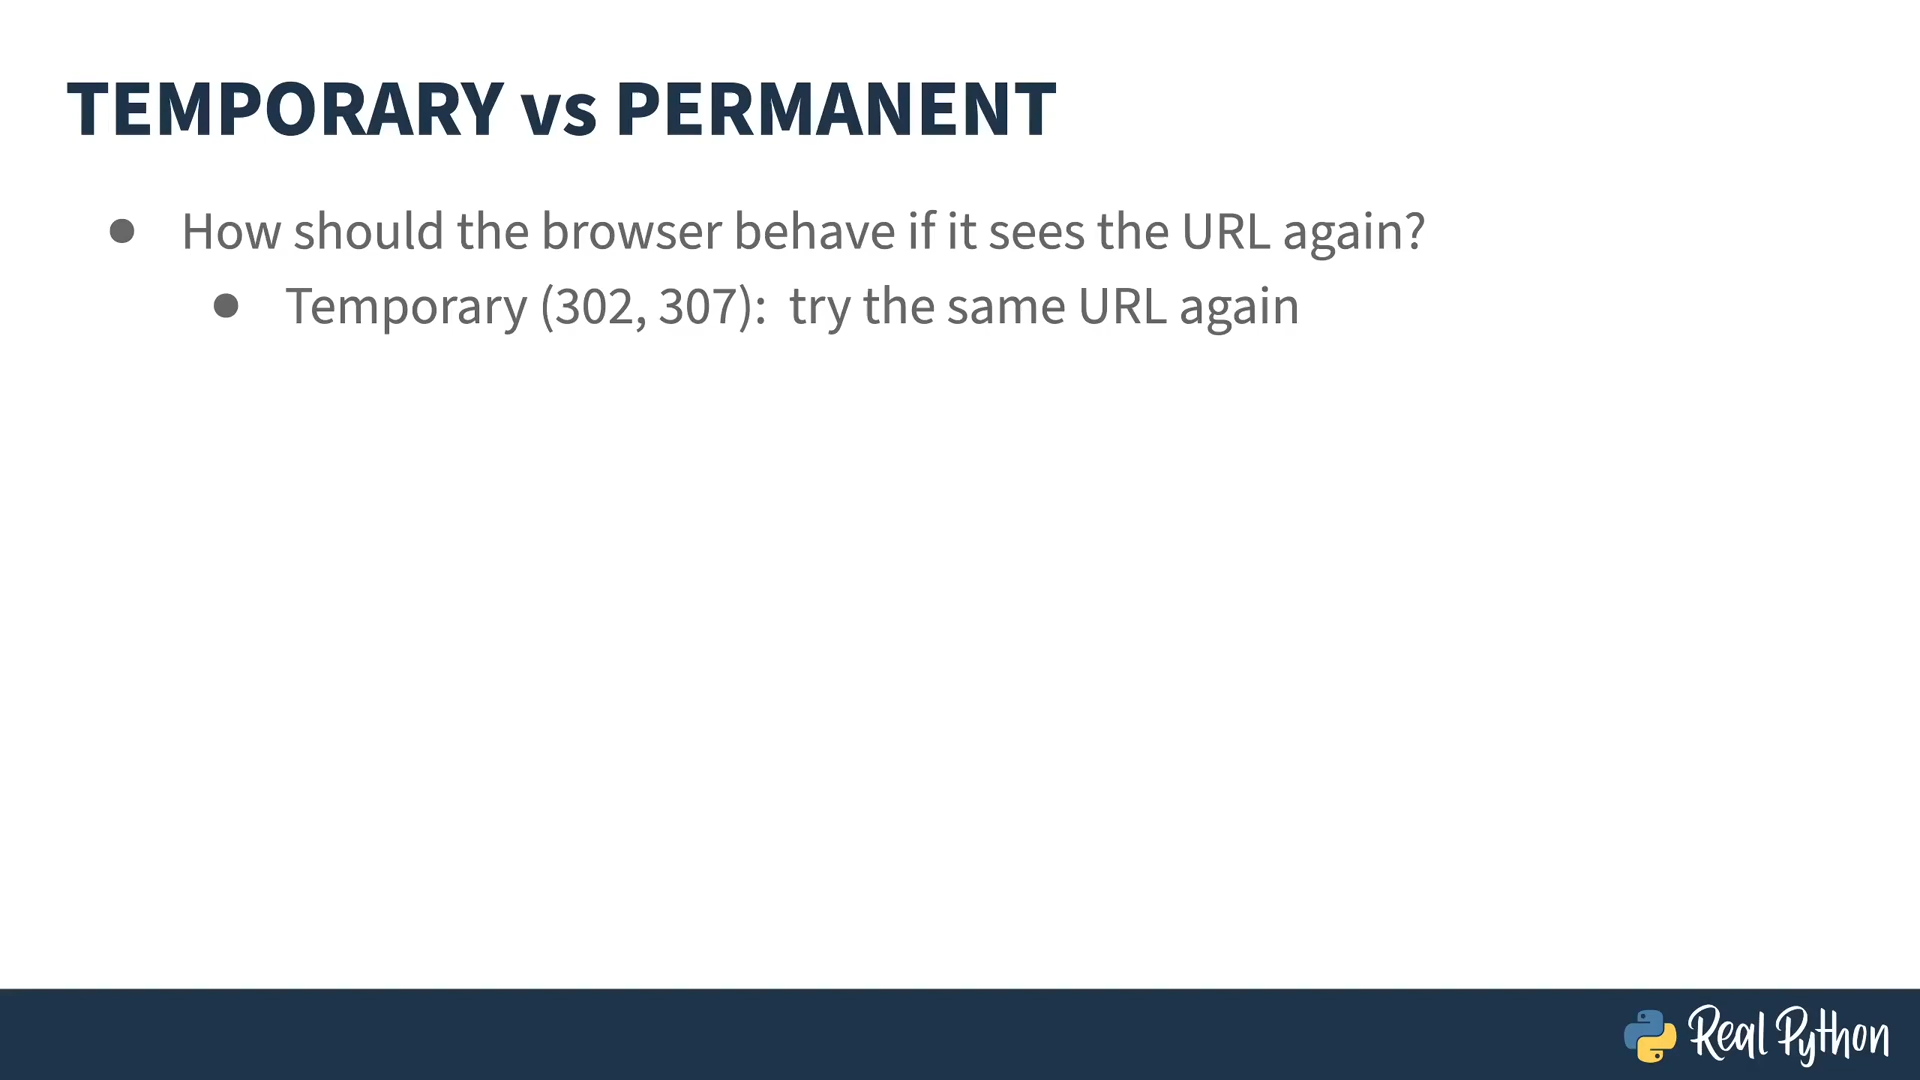 TEMPORARY vs PERMANENT
● How should the browser behave if it sees the URL again?
● Temporary (302, 307): try the same URL again
Real Python